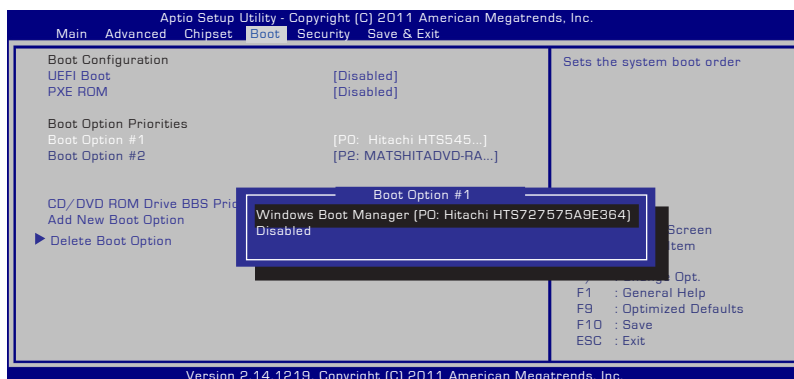 Aptio Setup Utility - Copyright (C) 2011 American Megatrends, Inc.
Main Advanced Chipset Boot Security Save & Exit
Boot Configuration
UEFI Boot [Disabled]
PXE ROM [Disabled]
Boot Option Priorities
Boot Option #1 [P0: Hitachi HTS545...]
Boot Option #2 [P2: MATSHITADVD-RA...]
CD/DVD ROM Drive BBS
Add New Boot Option
Delete Boot Option
Sets the system boot order
Boot Option #1
Windows Boot Manager (P0: Hitachi HTS727575A9E364)
Disabled
Screen
Item
Opt.
F1 : General Help
F9 : Optimized Defaults
F10 : Save
ESC : Exit
Version 2.14.1219. Copyright (C) 2011 American Megatrends, Inc.